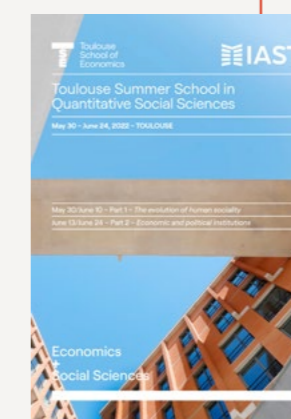 Toulouse
School of
Economics
IAST
Toulouse Summer School in
Quantitative Social Sciences
May 30 – June 24, 2022 – TOULOUSE
May 30/June 10 – Part 1 – The evolution of human sociality
June 13/June 24 – Part 2 – Economic and political institutions
Economics
+
Social Sciences